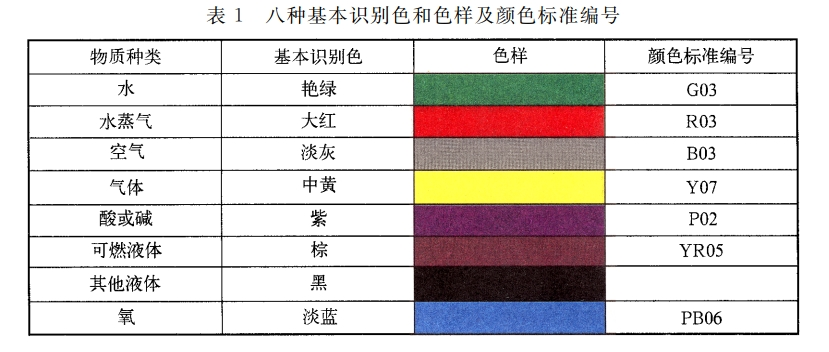 表 1 八种基本识别色和色样及颜色标准编号
物质种类 基本识别色 色样 颜色标准编号
水 艳绿 G03
水蒸气 大红 R03
空气 淡灰 B03
气体 中黄 Y07
酸或碱 紫 P02
可燃液体 棕 YR05
其他液体 黑
氧 淡蓝 PB06